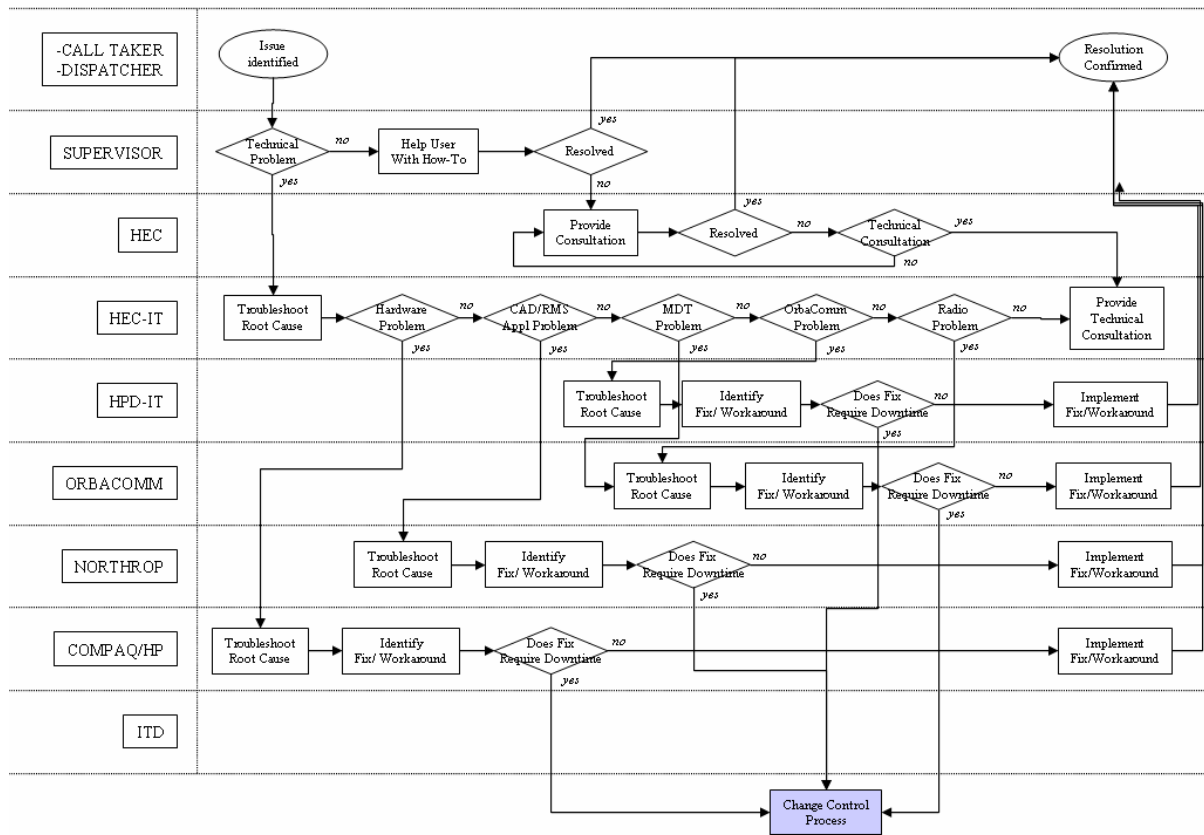 -CALL TAKER
-DISPATCHER
Issue
identified
Resolution
Confirmed
yes
SUPERVISOR
Technical
Problem
no
Help User
With How-To
Resolved
yes
no
HEC
Provide
Consultation
yes
Resolved
no
Technical
Consultation
yes
no
HEC-IT
Troubleshoot
Root Cause
Hardware
Problem
no
CAD/RMS
Appl Problem
no
MDT
Problem
no
OrbaComm
Problem
no
Radio
Problem
no
Provide
Technical
Consultation
yes
yes
yes
yes
yes
HPD-IT
Troubleshoot
Root Cause
Identify
Fix/ Workaround
Does Fix
Require Downtime
no
Implement
Fix/Workaround
yes
ORBACOMM
Troubleshoot
Root Cause
Identify
Fix/ Workaround
Does Fix
Require Downtime
no
Implement
Fix/Workaround
yes
NORTHROP
Troubleshoot
Root Cause
Identify
Fix/ Workaround
Does Fix
Require Downtime
no
Implement
Fix/Workaround
yes
COMPAQ/HP
Troubleshoot
Root Cause
Identify
Fix/ Workaround
Does Fix
Require Downtime
no
Implement
Fix/Workaround
yes
ITD
Change Control
Process